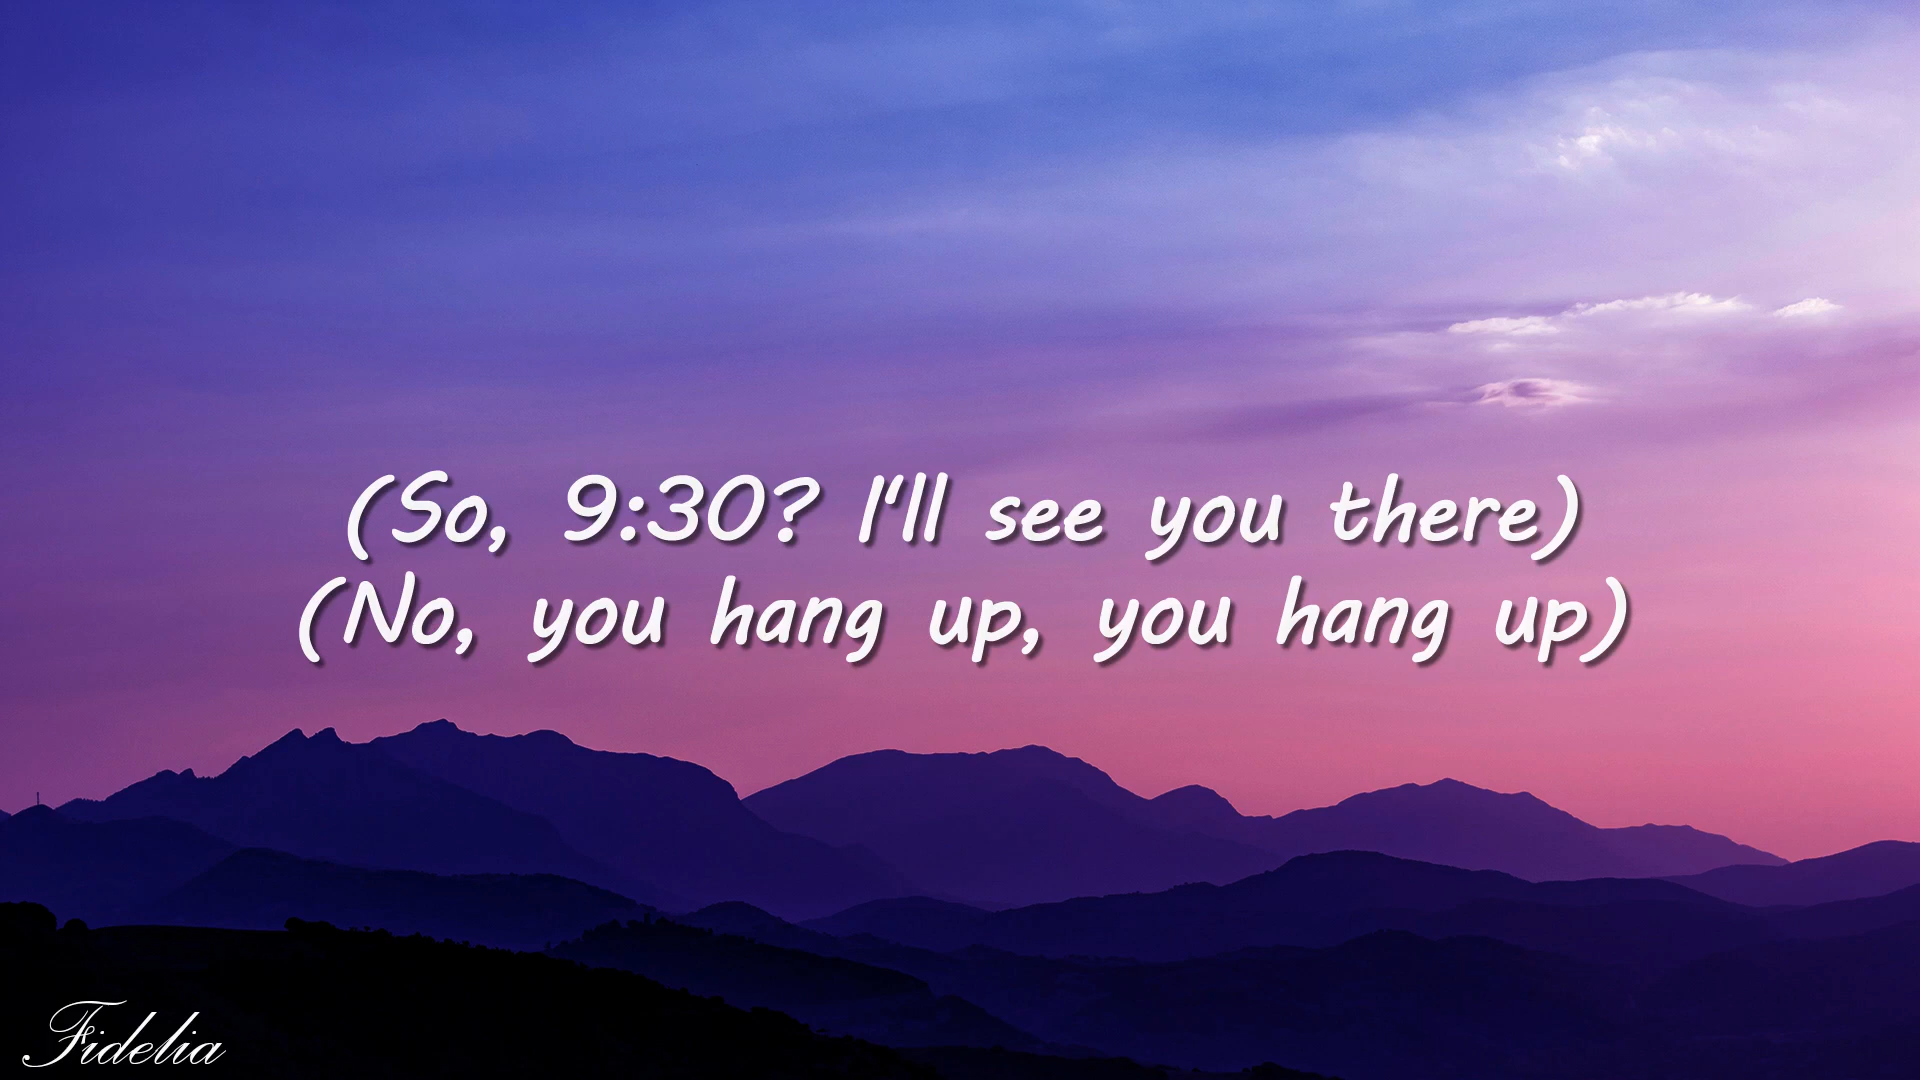 (So, 9:30? I'll see you there)
(No, you hang up, you hang up)
Fidelia